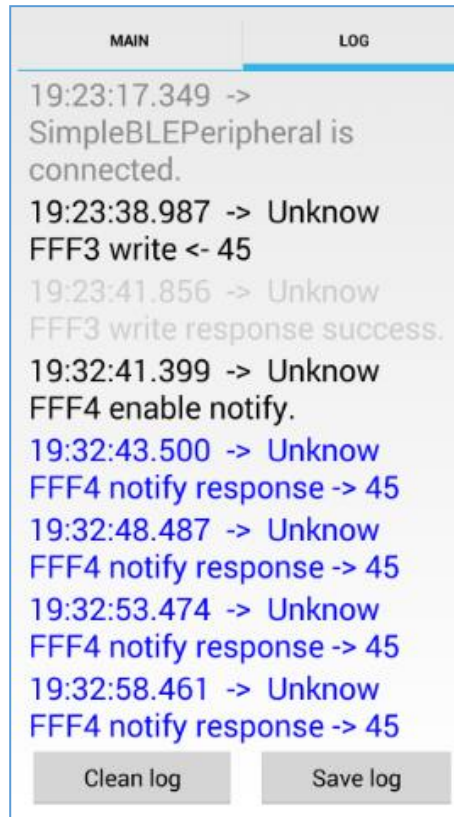 MAIN LOG
19:23:17.349 ->
SimpleBLEPeripheral is
connected.
19:23:38.987 -> Unknow
FFF3 write <- 45
19:23:41.856 -> Unknow
FFF3 write response success.
19:32:41.399 -> Unknow
FFF4 enable notify.
19:32:43.500 -> Unknow
FFF4 notify response -> 45
19:32:48.487 -> Unknow
FFF4 notify response -> 45
19:32:53.474 -> Unknow
FFF4 notify response -> 45
19:32:58.461 -> Unknow
FFF4 notify response -> 45
Clean log Save log